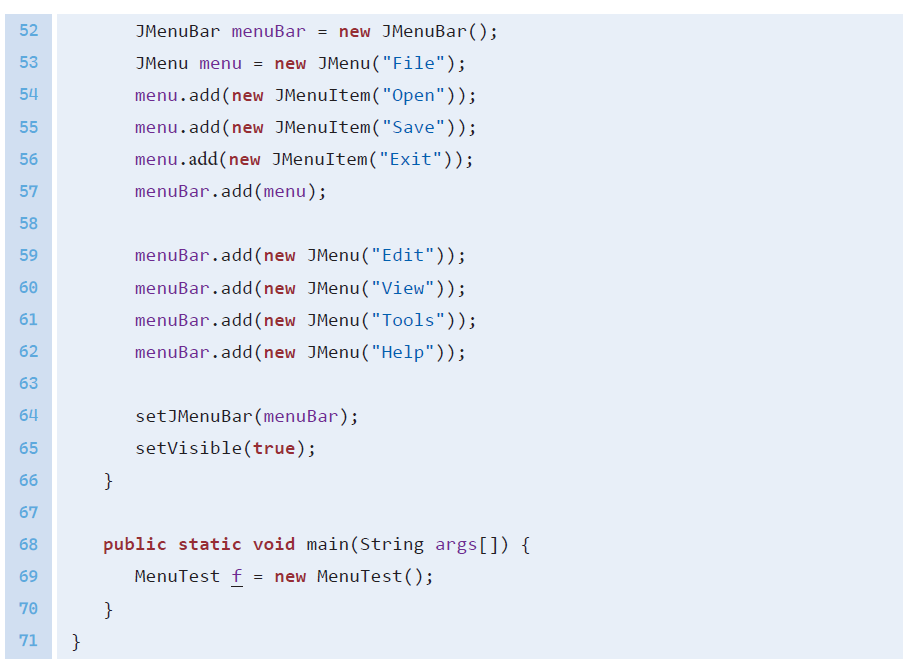 52 JMenuBar menuBar = new JMenuBar();
53 JMenu menu = new JMenu("File");
54 menu.add(new JMenuItem("Open"));
55 menu.add(new JMenuItem("Save"));
56 menu.add(new JMenuItem("Exit"));
57 menuBar.add(menu);
58
59 menuBar.add(new JMenu("Edit"));
60 menuBar.add(new JMenu("View"));
61 menuBar.add(new JMenu("Tools"));
62 menuBar.add(new JMenu("Help"));
63
64 setJMenuBar(menuBar);
65 setVisible(true);
66 }
67
68 public static void main(String args[]) {
69 MenuTest f = new MenuTest();
70 }
71 }